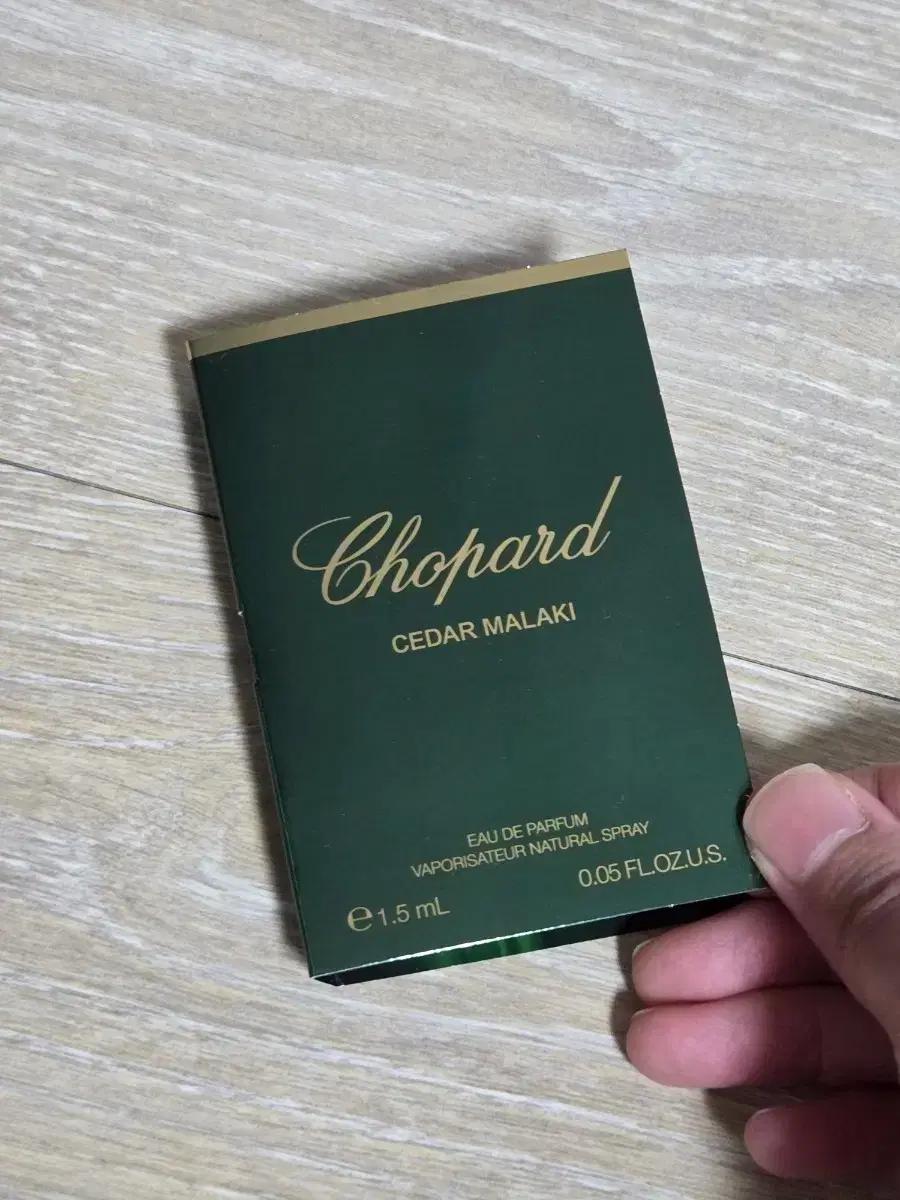 Chopard
CEDAR MALAKI
EAU DE PARFUM
VAPORISATEUR NATURAL SPRAY
℮ 1.5 mL
0.05 FL.OZ.U.S.